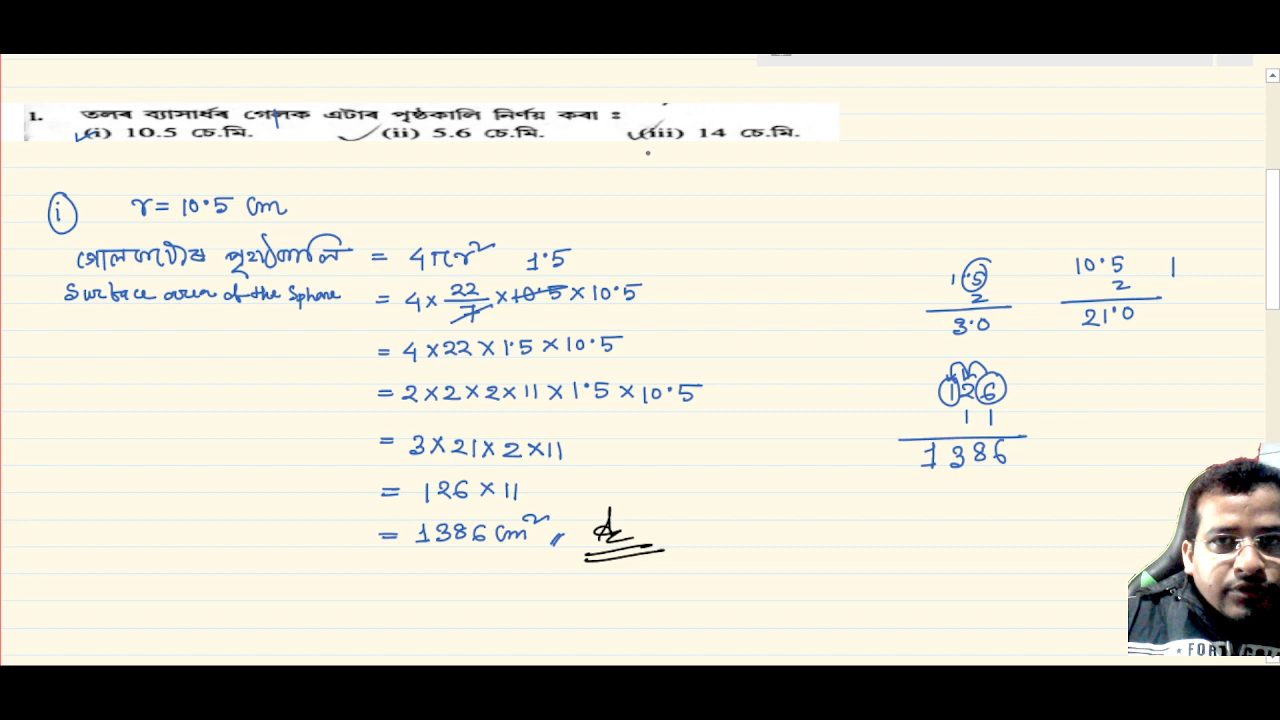 1. তলৰ ব্যাসাৰ্ধৰ গোলক এটাৰ পৃষ্ঠকালি নিৰ্ণয় কৰা :
(i) 10.5 চে.মি. (ii) 5.6 চে.মি. (iii) 14 চে.মি.
i r = 10.5 cm
গোলকটোৰ পৃষ্ঠকালি = 4πr² 1.5
Surface area of the Sphere = 4 × 22/7 × 10.5 × 10.5
= 4 × 22 × 1.5 × 10.5
= 2 × 2 × 2 × 11 × 1.5 × 10.5
= 3 × 21 × 2 × 11
= 126 × 11
= 1386 cm²
1.5
2
3.0
10.5 1
2
21.0
126
11
1386